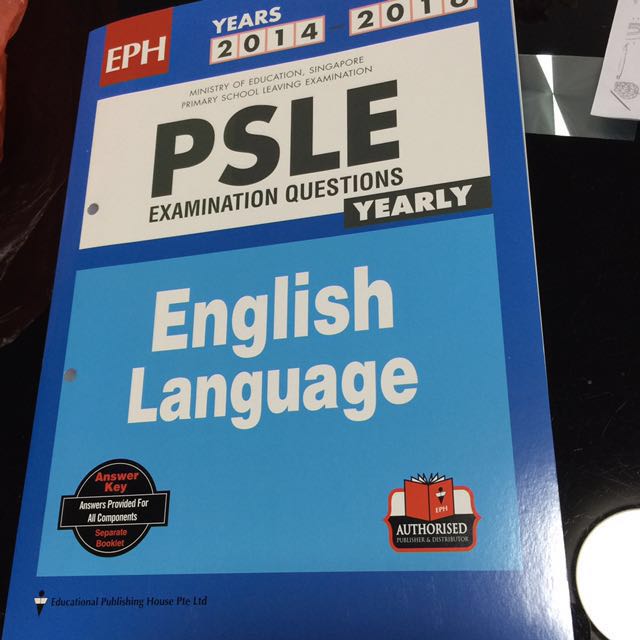 EPH
YEARS
2014 - 2018
MINISTRY OF EDUCATION, SINGAPORE
PRIMARY SCHOOL LEAVING EXAMINATION
PSLE
EXAMINATION QUESTIONS
YEARLY
English
Language
Answer
Key
Answers Provided For
All Components
Separate
Booklet
EPH
AUTHORISED
PUBLISHER & DISTRIBUTOR
Educational Publishing House Pte Ltd